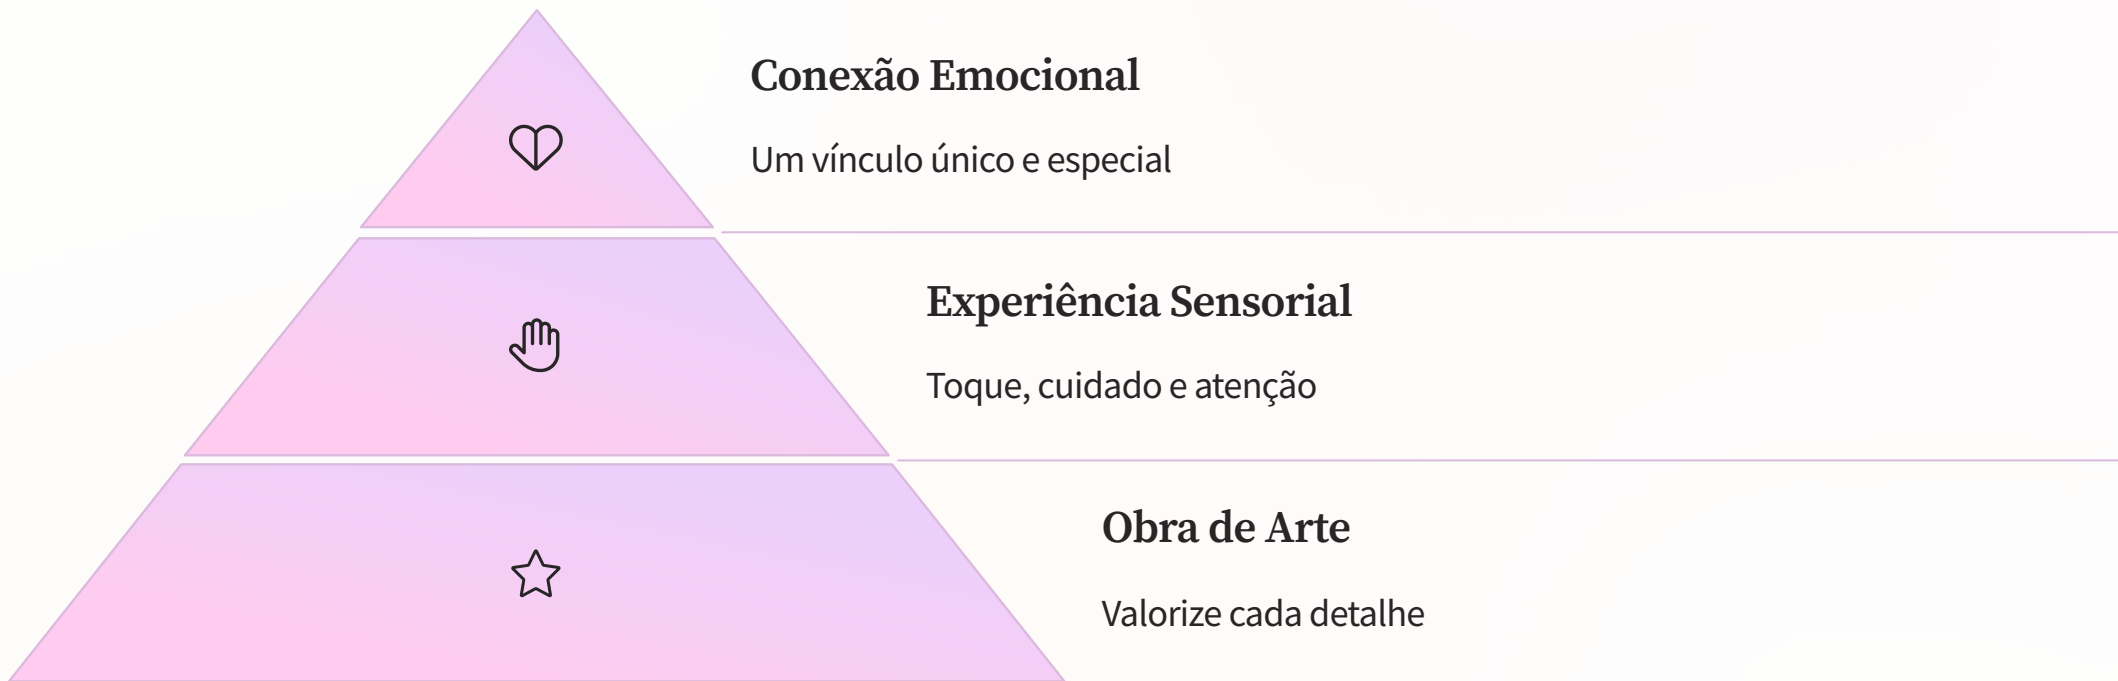 Conexão Emocional
Um vínculo único e especial
Experiência Sensorial
Toque, cuidado e atenção
Obra de Arte
Valorize cada detalhe